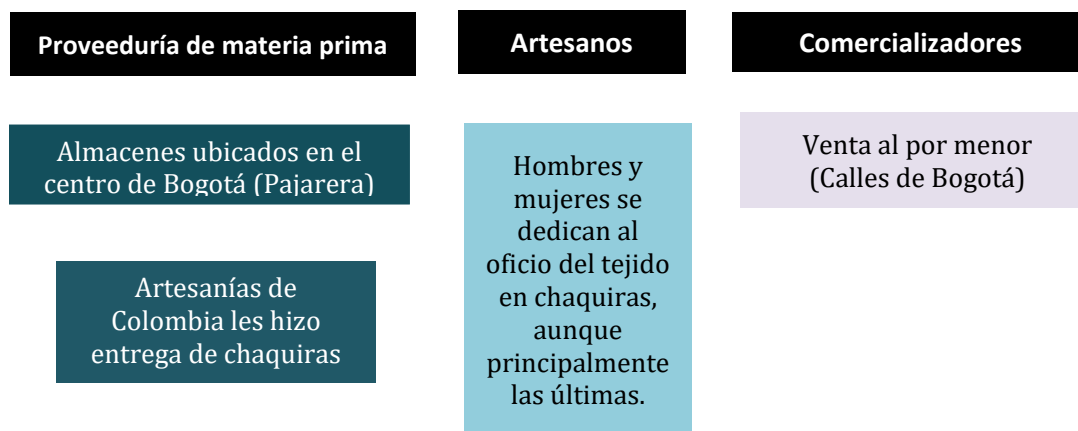 Proveeduría de materia prima
Artesanos
Comercializadores
Almacenes ubicados en el
centro de Bogotá (Pajarera)
Artesanías de
Colombia les hizo
entrega de chaquiras
Hombres y
mujeres se
dedican al
oficio del tejido
en chaquiras,
aunque
principalmente
las últimas.
Venta al por menor
(Calles de Bogotá)